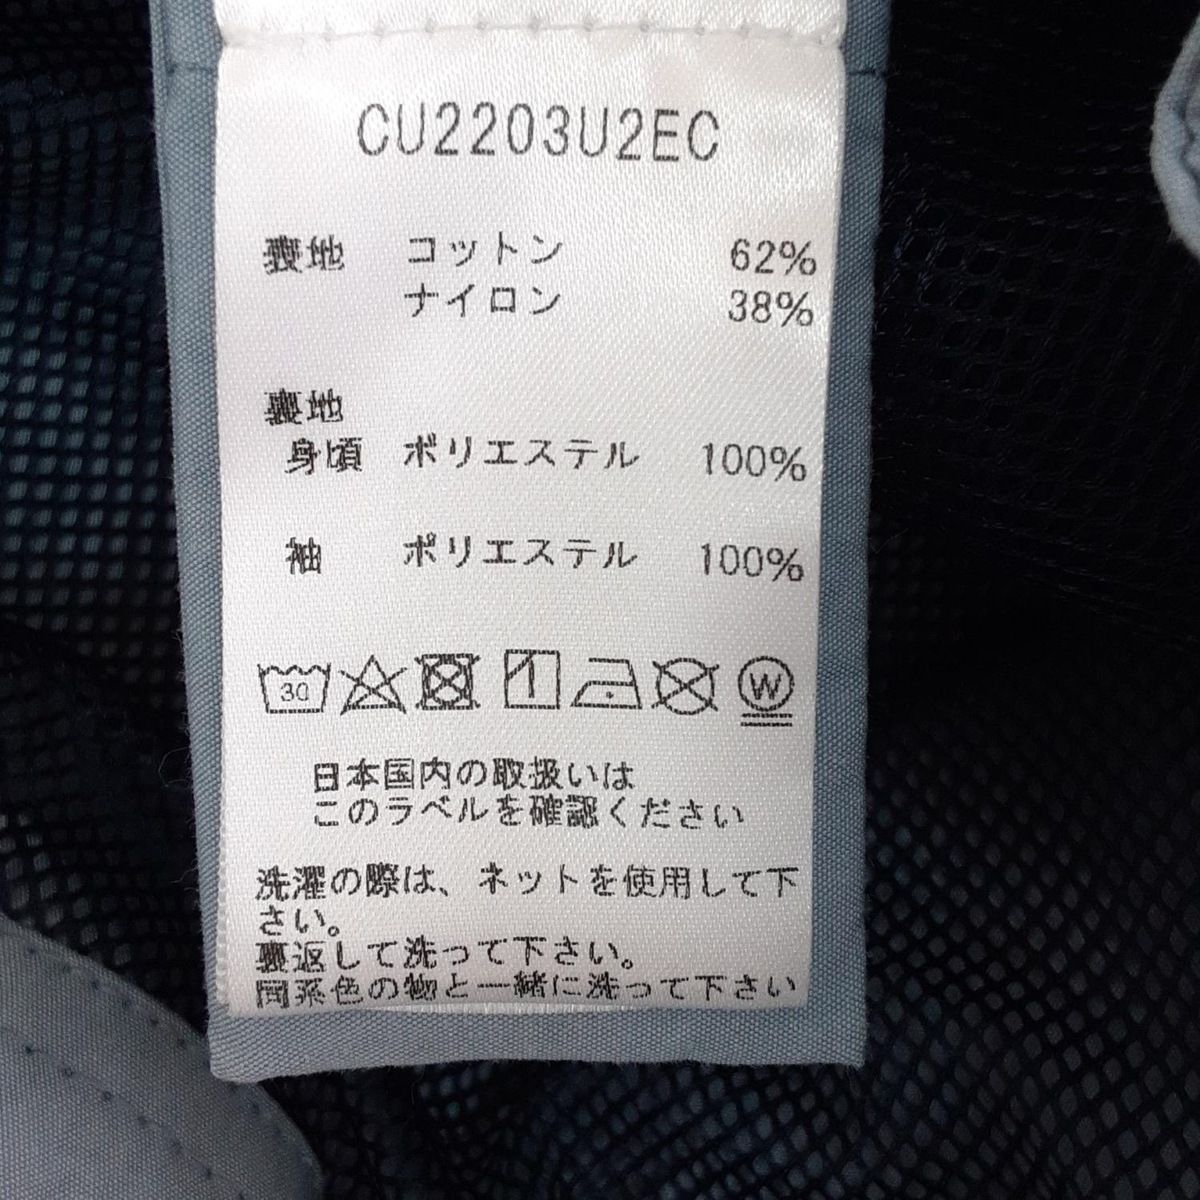 CU2203U2EC
表地 コットン 62%
ナイロン 38%
裏地
身頃 ポリエステル 100%
袖 ポリエステル 100%
30 W
日本国内の取扱いは
このラベルを確認ください
洗濯の際は、ネットを使用して下
さい。
裏返して洗って下さい。
同系色の物と一緒に洗って下さい